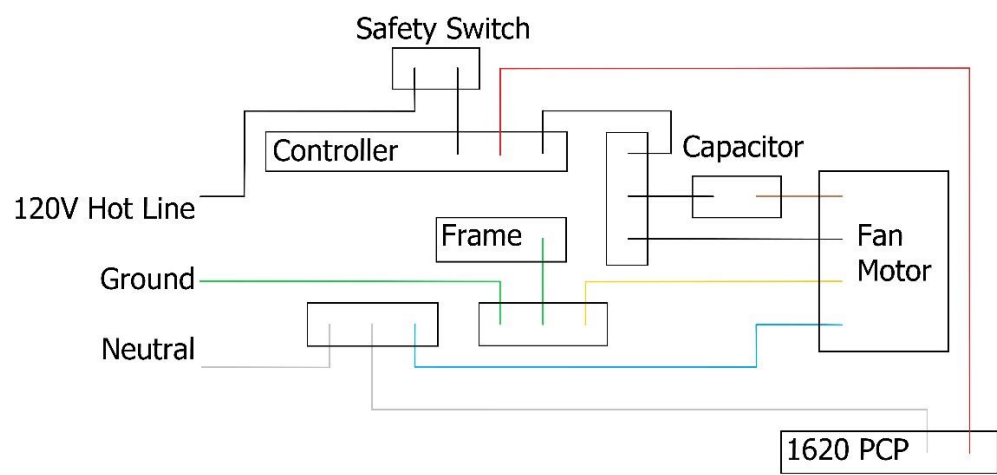 Safety Switch
Controller
Capacitor
120V Hot Line
Frame
Fan
Motor
Ground
Neutral
1620 PCP